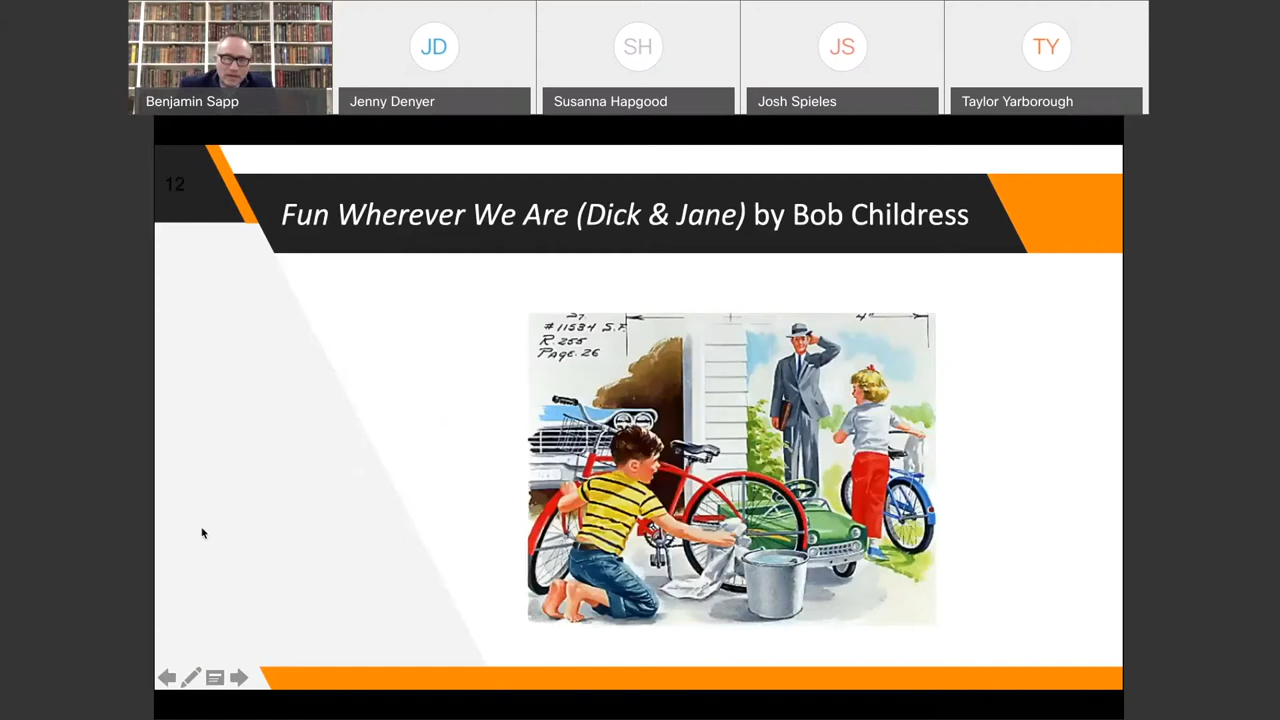 JD
SH
JS
TY
Benjamin Sapp
Jenny Denyer
Susanna Hapgood
Josh Spieles
Taylor Yarborough
12
Fun Wherever We Are (Dick & Jane) by Bob Childress
4"
# 11534 S.F.
R. 255
Page. 26